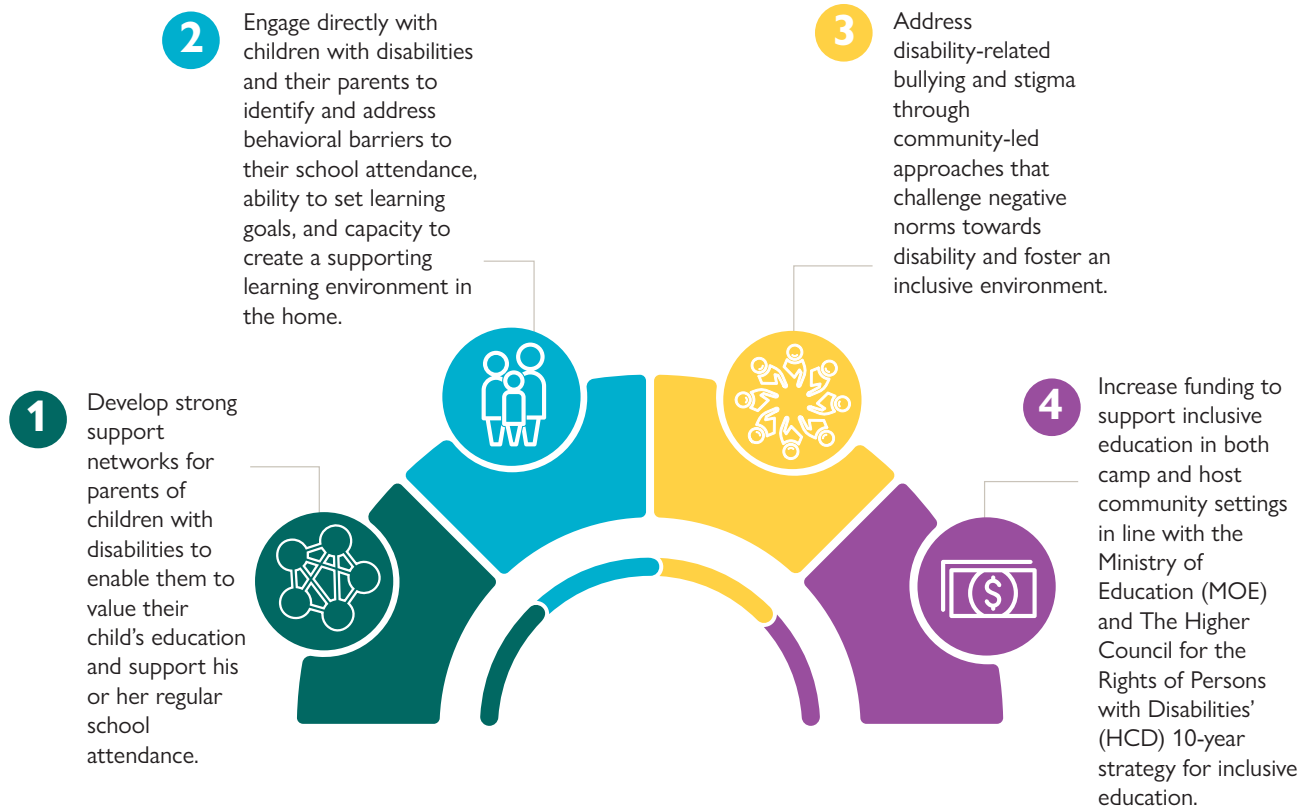 1
Develop strong
support
networks for
parents of
children with
disabilities to
enable them to
value their
child's education
and support his
or her regular
school
attendance.
2
Engage directly with
children with disabilities
and their parents to
identify and address
behavioral barriers to
their school attendance,
ability to set learning
goals, and capacity to
create a supporting
learning environment in
the home.
3
Address
disability-related
bullying and stigma
through
community-led
approaches that
challenge negative
norms towards
disability and foster an
inclusive environment.
4
Increase funding to
support inclusive
education in both
camp and host
community settings
in line with the
Ministry of
Education (MOE)
and The Higher
Council for the
Rights of Persons
with Disabilities'
(HCD) 10-year
strategy for inclusive
education.
$